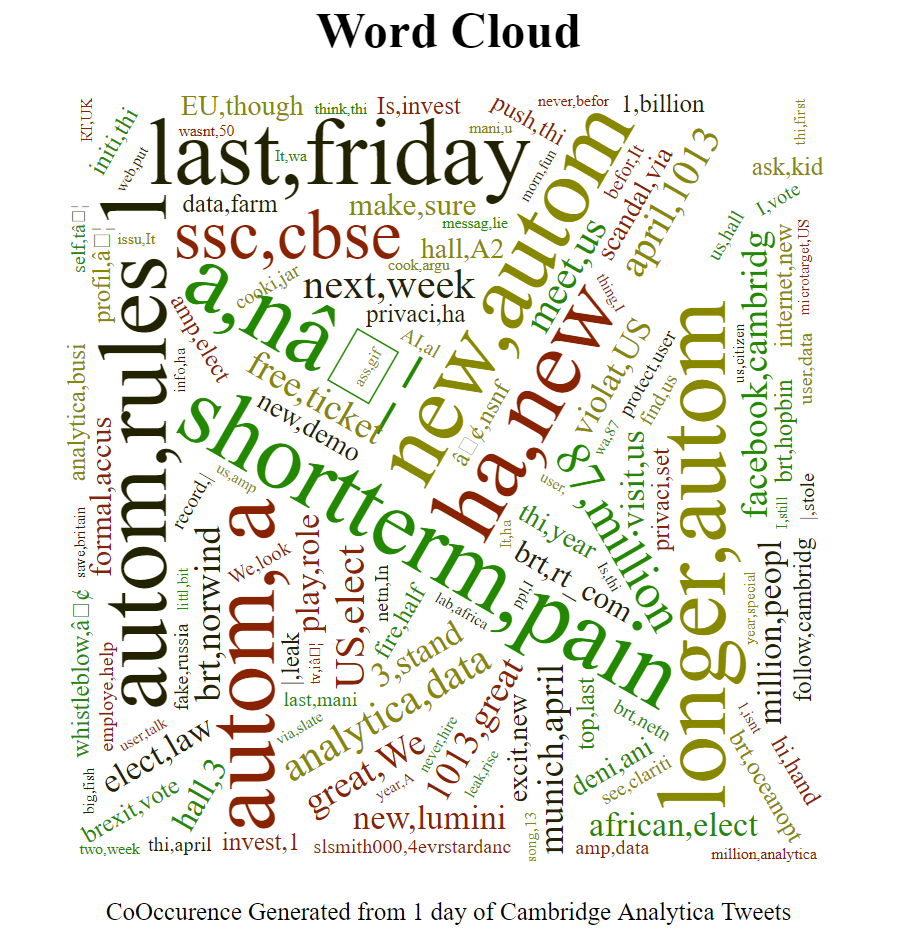 Word Cloud
RT,UK
initi,thi
EU,though
think,thi
Is,invest
push,thi
never,befor
1,billion
thi,first
wasnt,50
last,friday
It,wa
mani,u
web,put
morn,fun
befor,It
scandal,via
april,1013
ask,kid
I,vote
data,farm
make,sure
messag,lie
new,autom
us,hall
issu,It
ssc,cbse
hall,A2
meet,us
internet,new
microtarget,US
cooki,jar
cook,argu
next,week
thing,I
privaci,ha
autom,rules
amp,elect
ass,gif
AI,al
ha,new
violat,US
protect,user
us,citizen
facebook,cambridg
user,data
analytica,busi
info,ha
free,ticket
new,demo
find,us
longer,autom
brt,hopbin
shortterm,pain
wa,87
87,million
visit,us
privaci,set
user,
formal,accus
us,amp
I,still
|,stole
save,britain
autom,a
We,look
play,role
US,elect
It,ha
thi,year
brt,rt_com
brt,norwind
netn,In
fire,half
lab,africa
ppl,I
Is,thi
million,peopl
follow,cambridg
year,special
littl,bit
employe,help
fake,russia
|,leak
3,stand
last,mani
analytica,data
1013,great
munich,april
top,last
brt,netn
1,isnt
user,talk
via,slate
elect,law
great,We
never,hire
excit,new
deni,ani
brt,oceanopt
hi,hand
big,fish
brexit,vote
hall,3
year,A
leak,rise
see,clariti
new,lumini
song,13
african,elect
two,week
thi,april
invest,1
slsmith000,4evrstardanc
amp,data
million,analytica
CoOccurence Generated from 1 day of Cambridge Analytica Tweets